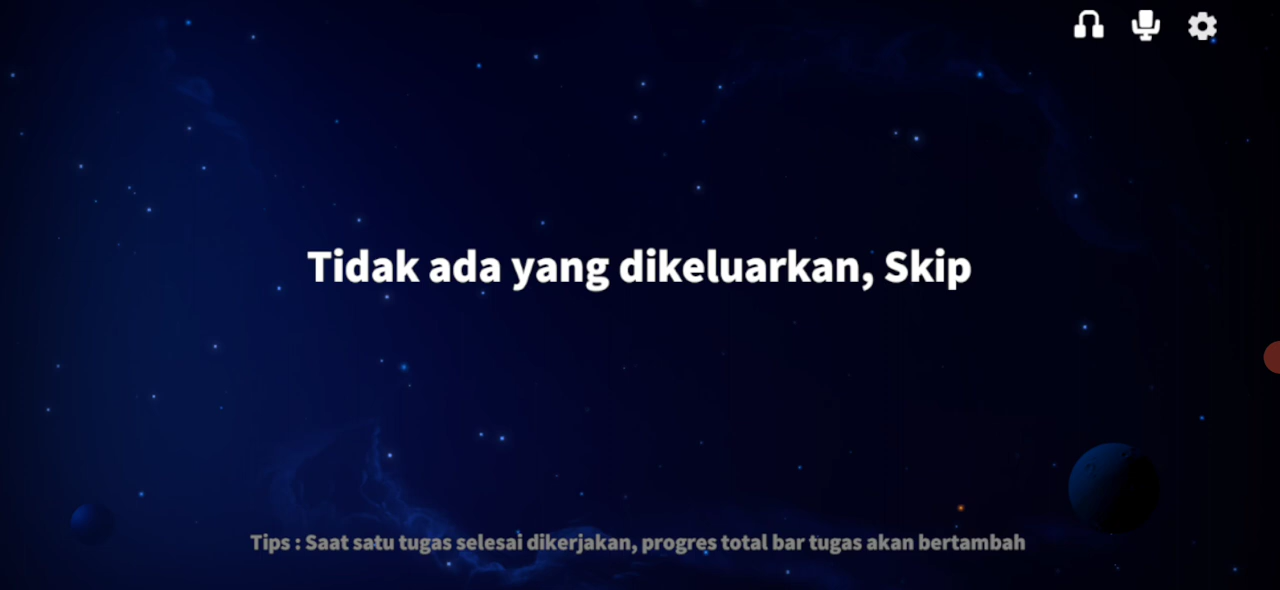 Tidak ada yang dikeluarkan, Skip
Tips : Saat satu tugas selesai dikerjakan, progres total bar tugas akan bertambah